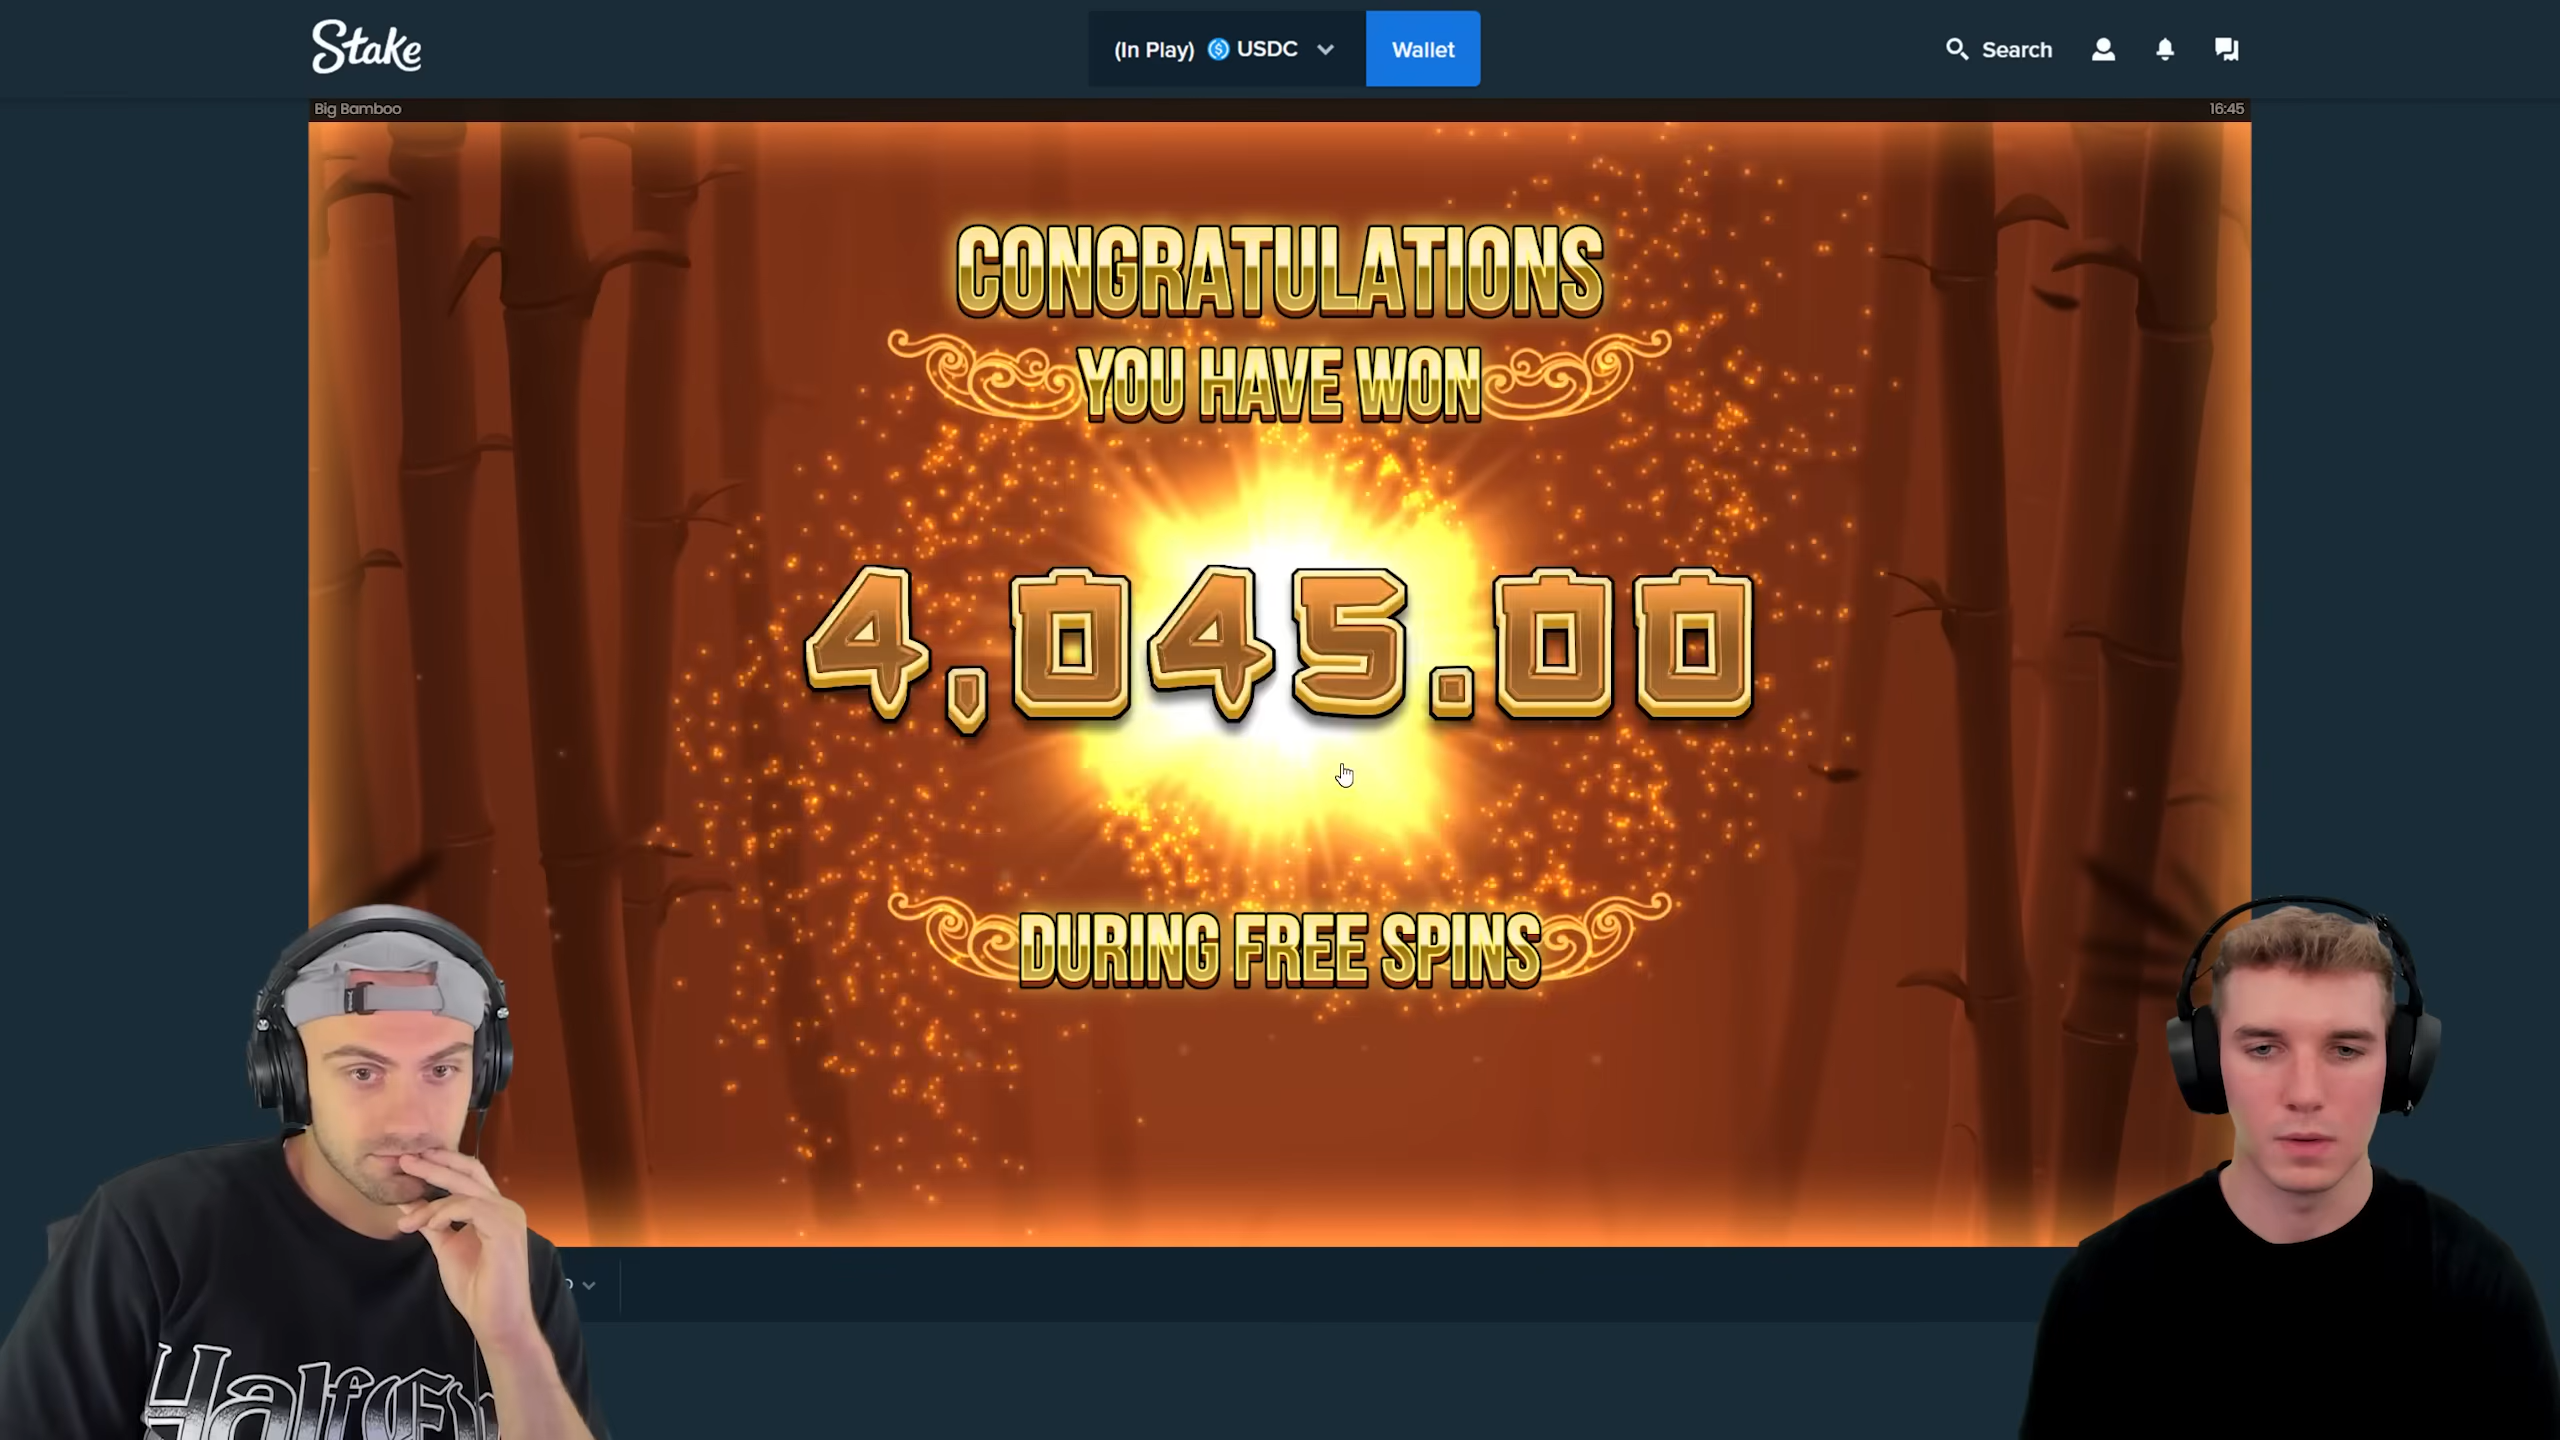 Stake
(In Play) USDC
Wallet
Search
Big Bamboo
16:45
CONGRATULATIONS
YOU HAVE WON
4,045.00
DURING FREE SPINS